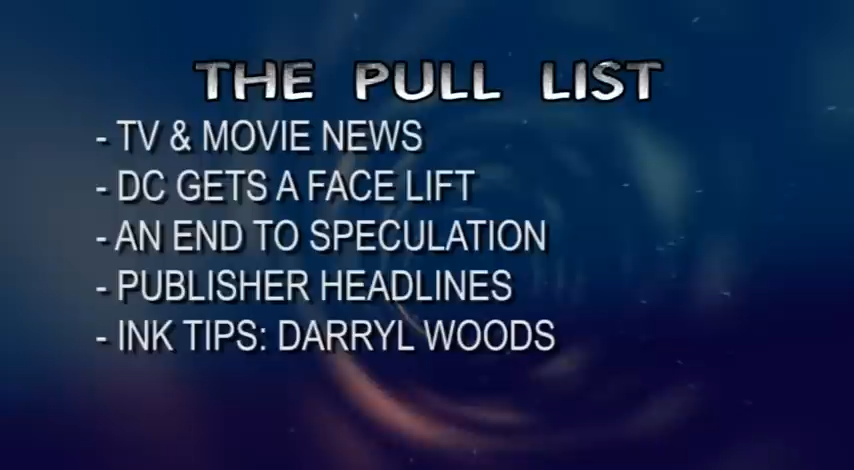 THE PULL LIST
- TV & MOVIE NEWS
- DC GETS A FACE LIFT
- AN END TO SPECULATION
- PUBLISHER HEADLINES
- INK TIPS: DARRYL WOODS